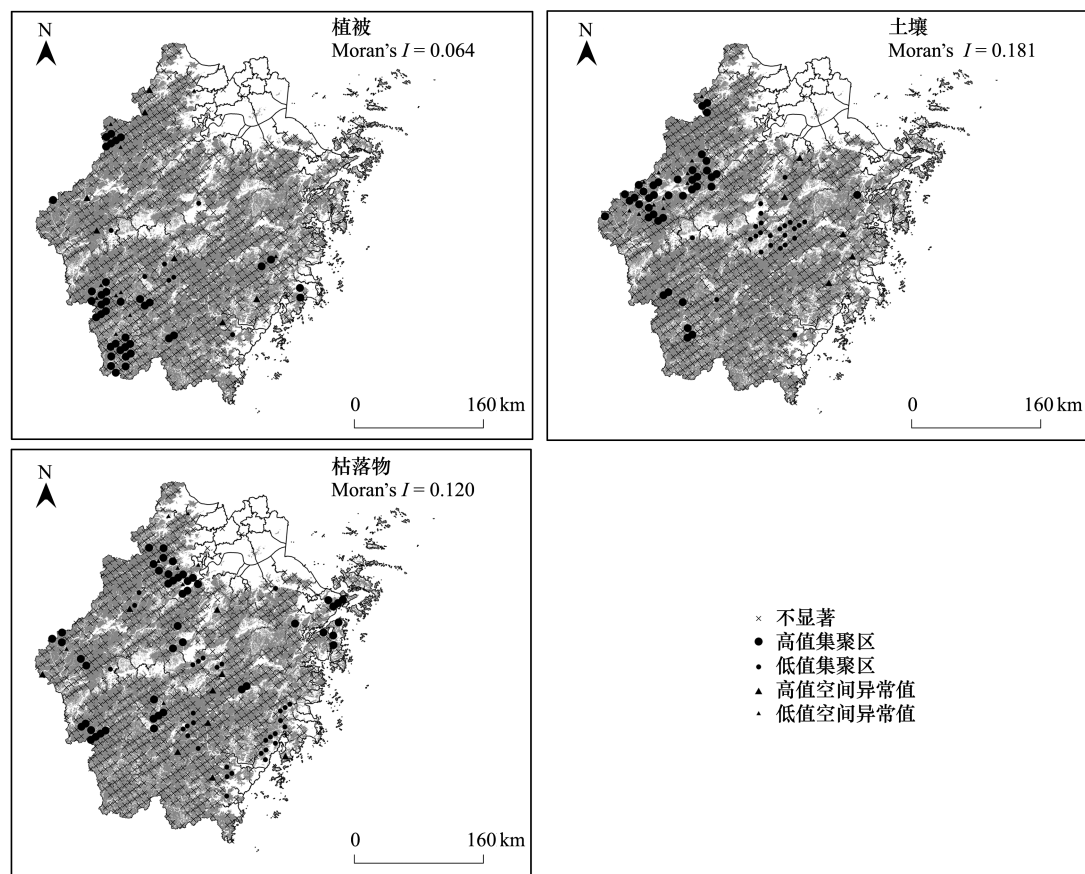 N
植被
Moran's I = 0.064
0 160 km
N
土壤
Moran's I = 0.181
0 160 km
N
枯落物
Moran's I = 0.120
0 160 km
不显著
高值集聚区
低值集聚区
高值空间异常值
低值空间异常值